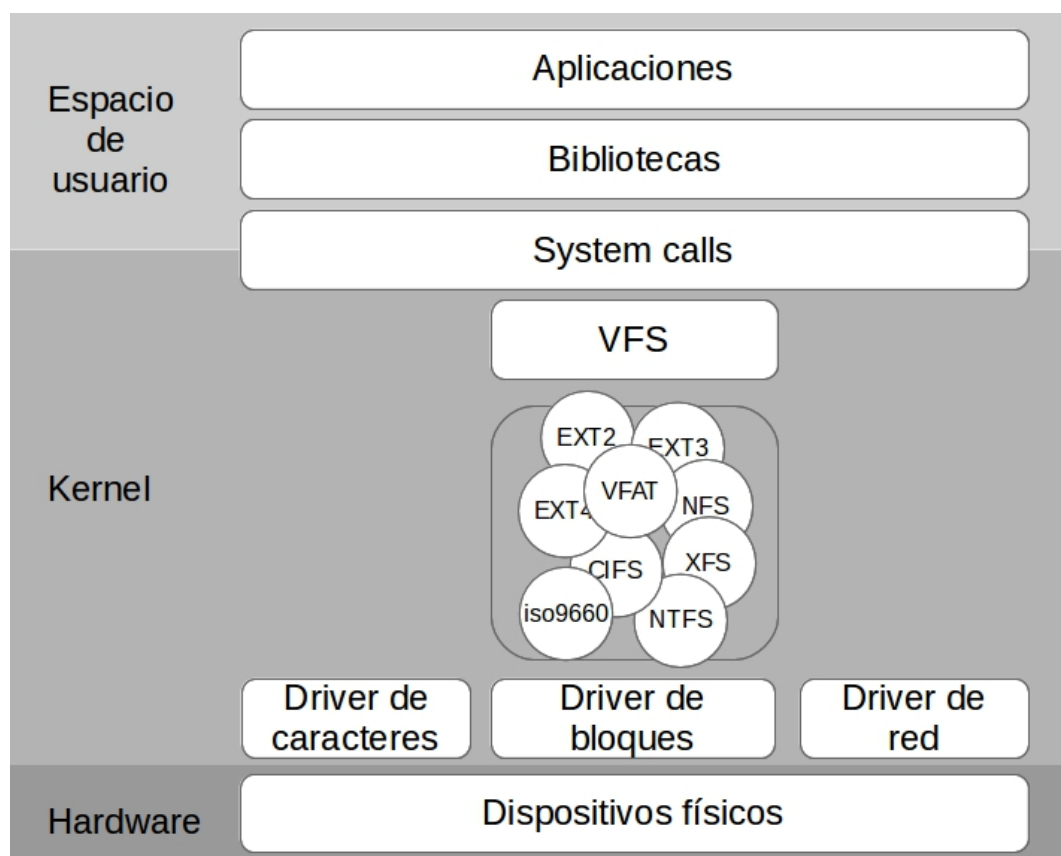 Aplicaciones
Espacio
de
usuario
Bibliotecas
System calls
VFS
Kernel
EXT2
EXT3
VFAT
EXT4
NFS
CIFS
XFS
iso9660
NTFS
Driver de
caracteres
Driver de
bloques
Driver de
red
Hardware
Dispositivos físicos